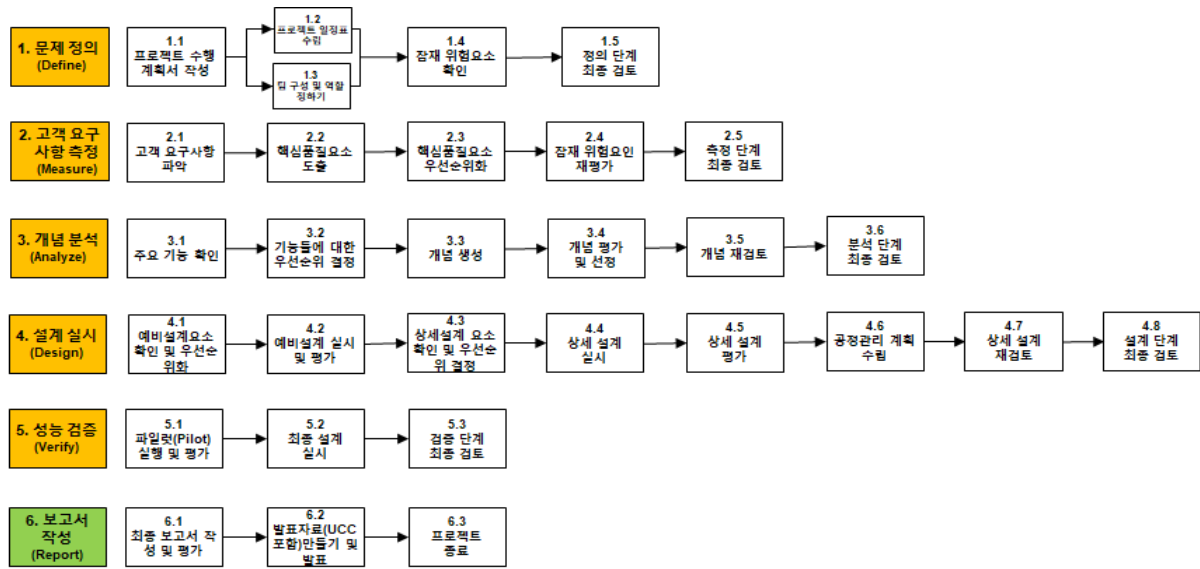 1. 문제 정의
(Define)
1.1
프로젝트 수행
계획서 작성
1.2
프로젝트 일정표
수립
1.3
팀 구성 및 역할
정하기
1.4
잠재 위험요소
확인
1.5
정의 단계
최종 검토
2. 고객 요구
사항 측정
(Measure)
2.1
고객 요구사항
파악
2.2
핵심품질요소
도출
2.3
핵심품질요소
우선순위화
2.4
잠재 위험요인
재평가
2.5
측정 단계
최종 검토
3. 개념 분석
(Analyze)
3.1
주요 기능 확인
3.2
기능들에 대한
우선순위 결정
3.3
개념 생성
3.4
개념 평가
및 선정
3.5
개념 재검토
3.6
분석 단계
최종 검토
4. 설계 실시
(Design)
4.1
예비설계요소
확인 및 우선순
위화
4.2
예비설계 실시
및 평가
4.3
상세설계 요소
확인 및 우선순
위 결정
4.4
상세 설계
실시
4.5
상세 설계
평가
4.6
공정관리 계획
수립
4.7
상세 설계
재검토
4.8
설계 단계
최종 검토
5. 성능 검증
(Verify)
5.1
파일럿(Pilot)
실행 및 평가
5.2
최종 설계
실시
5.3
검증 단계
최종 검토
6. 보고서
작성
(Report)
6.1
최종 보고서 작
성 및 평가
6.2
발표자료(UCC
포함)만들기 및
발표
6.3
프로젝트
종료